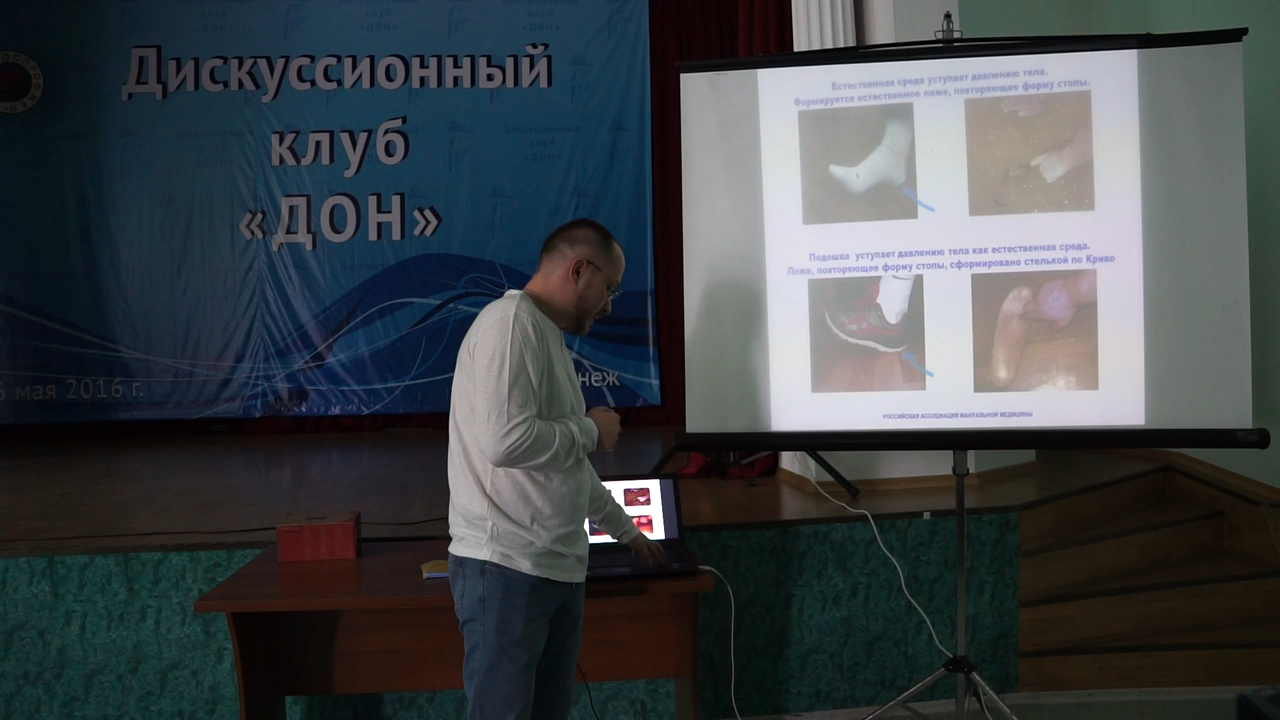 Дискуссионный
клуб
«ДОН»
мая 2016 г.
Естественная среда уступает давлению тела.
Формируется естественное ложе, повторяющее форму стопы.
Подошва уступает давлению тела как естественная среда.
Ложе, повторяющее форму стопы, сформировано стелькой по Криво
РОССИЙСКАЯ АССОЦИАЦИЯ МАНУАЛЬНОЙ МЕДИЦИНЫ